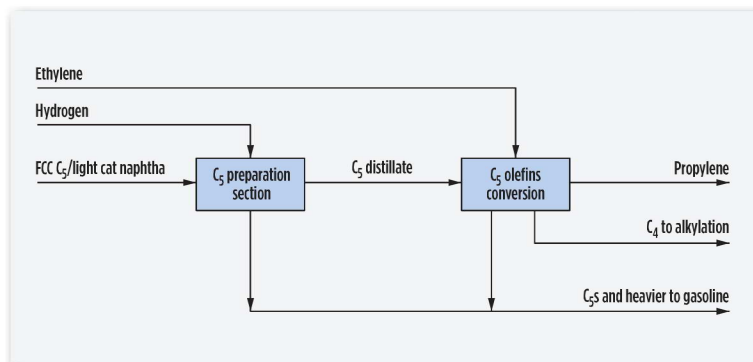 Ethylene
Hydrogen
FCC C₅/light cat naphtha
C₅ preparation
section
C₅ distillate
C₅ olefins
conversion
Propylene
C₄ to alkylation
C₅s and heavier to gasoline